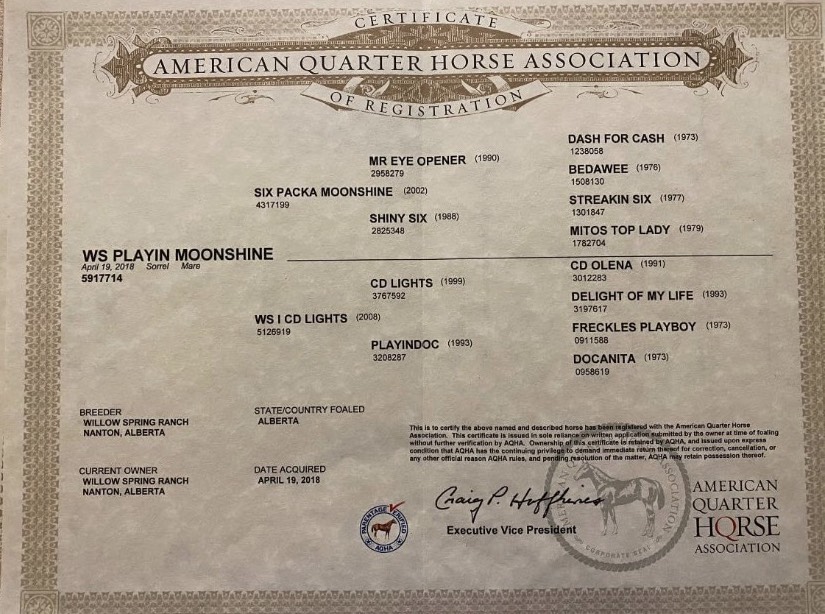 CERTIFICATE
AMERICAN QUARTER HORSE ASSOCIATION
OF REGISTRATION
DASH FOR CASH (1973)
1238058
MR EYE OPENER (1990)
2958279
BEDAWEE (1976)
1508130
SIX PACKA MOONSHINE (2002)
4317199
STREAKIN SIX (1977)
1301847
SHINY SIX (1988)
2825348
MITOS TOP LADY (1979)
1782704
WS PLAYIN MOONSHINE
April 19, 2018 Sorrel Mare
5917714
CD OLENA (1991)
3012283
CD LIGHTS (1999)
3767592
DELIGHT OF MY LIFE (1993)
3197617
WS I CD LIGHTS (2008)
5126919
FRECKLES PLAYBOY (1973)
0911588
PLAYINDOC (1993)
3208287
DOCANITA (1973)
0958619
BREEDER
WILLOW SPRING RANCH
NANTON, ALBERTA
STATE/COUNTRY FOALED
ALBERTA
CURRENT OWNER
WILLOW SPRING RANCH
NANTON, ALBERTA
DATE ACQUIRED
APRIL 19, 2018
This is to certify the above named and described horse has been registered with the American Quarter Horse
Association. This certificate is issued in sole reliance on written application submitted by the owner at time of foaling
without further verification by AQHA. Ownership of this certificate is retained by AQHA, and issued upon express
condition that AQHA has the continuing privilege to demand immediate return thereof for correction, cancellation, or
any other official reason AQHA rules, and pending resolution of the matter, AQHA may retain possession thereof.
PARENTAGE VERIFIED
AQHA
Craig P. Huffhines
Executive Vice President
CORPORATE SEAL
AMERICAN
QUARTER
HORSE
ASSOCIATION